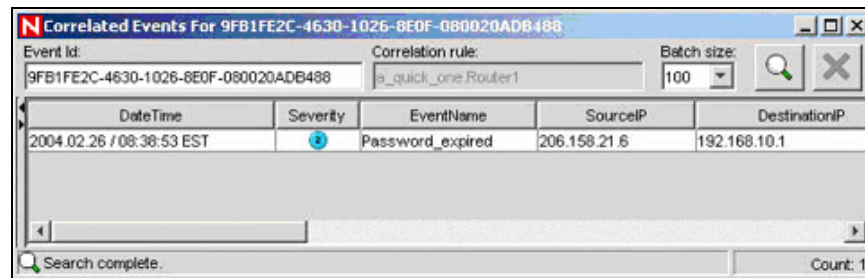 N Correlated Events For 9FB1FE2C-4630-1026-8E0F-080020ADB488
Event Id: Correlation rule: Batch size:
9FB1FE2C-4630-1026-8E0F-080020ADB488 a_quick_one.Router1 100
DateTime Severity EventName SourceIP DestinationIP
2004.02.26 / 08:38:53 EST 2 Password_expired 206.158.21.6 192.168.10.1
Search complete. Count: 1